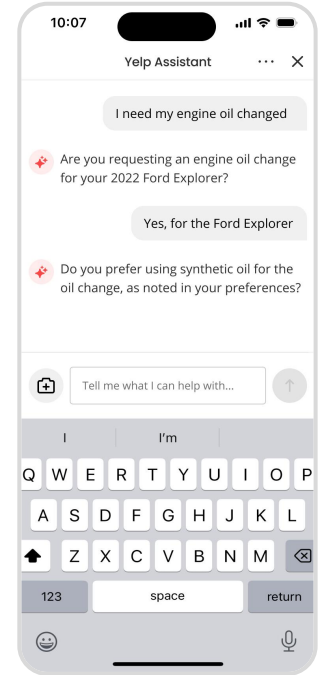 10:07
Yelp Assistant
I need my engine oil changed
Are you requesting an engine oil change
for your 2022 Ford Explorer?
Yes, for the Ford Explorer
Do you prefer using synthetic oil for the
oil change, as noted in your preferences?
Tell me what I can help with...
I I'm
Q W E R T Y U I O P
A S D F G H J K L
Z X C V B N M
123 space return